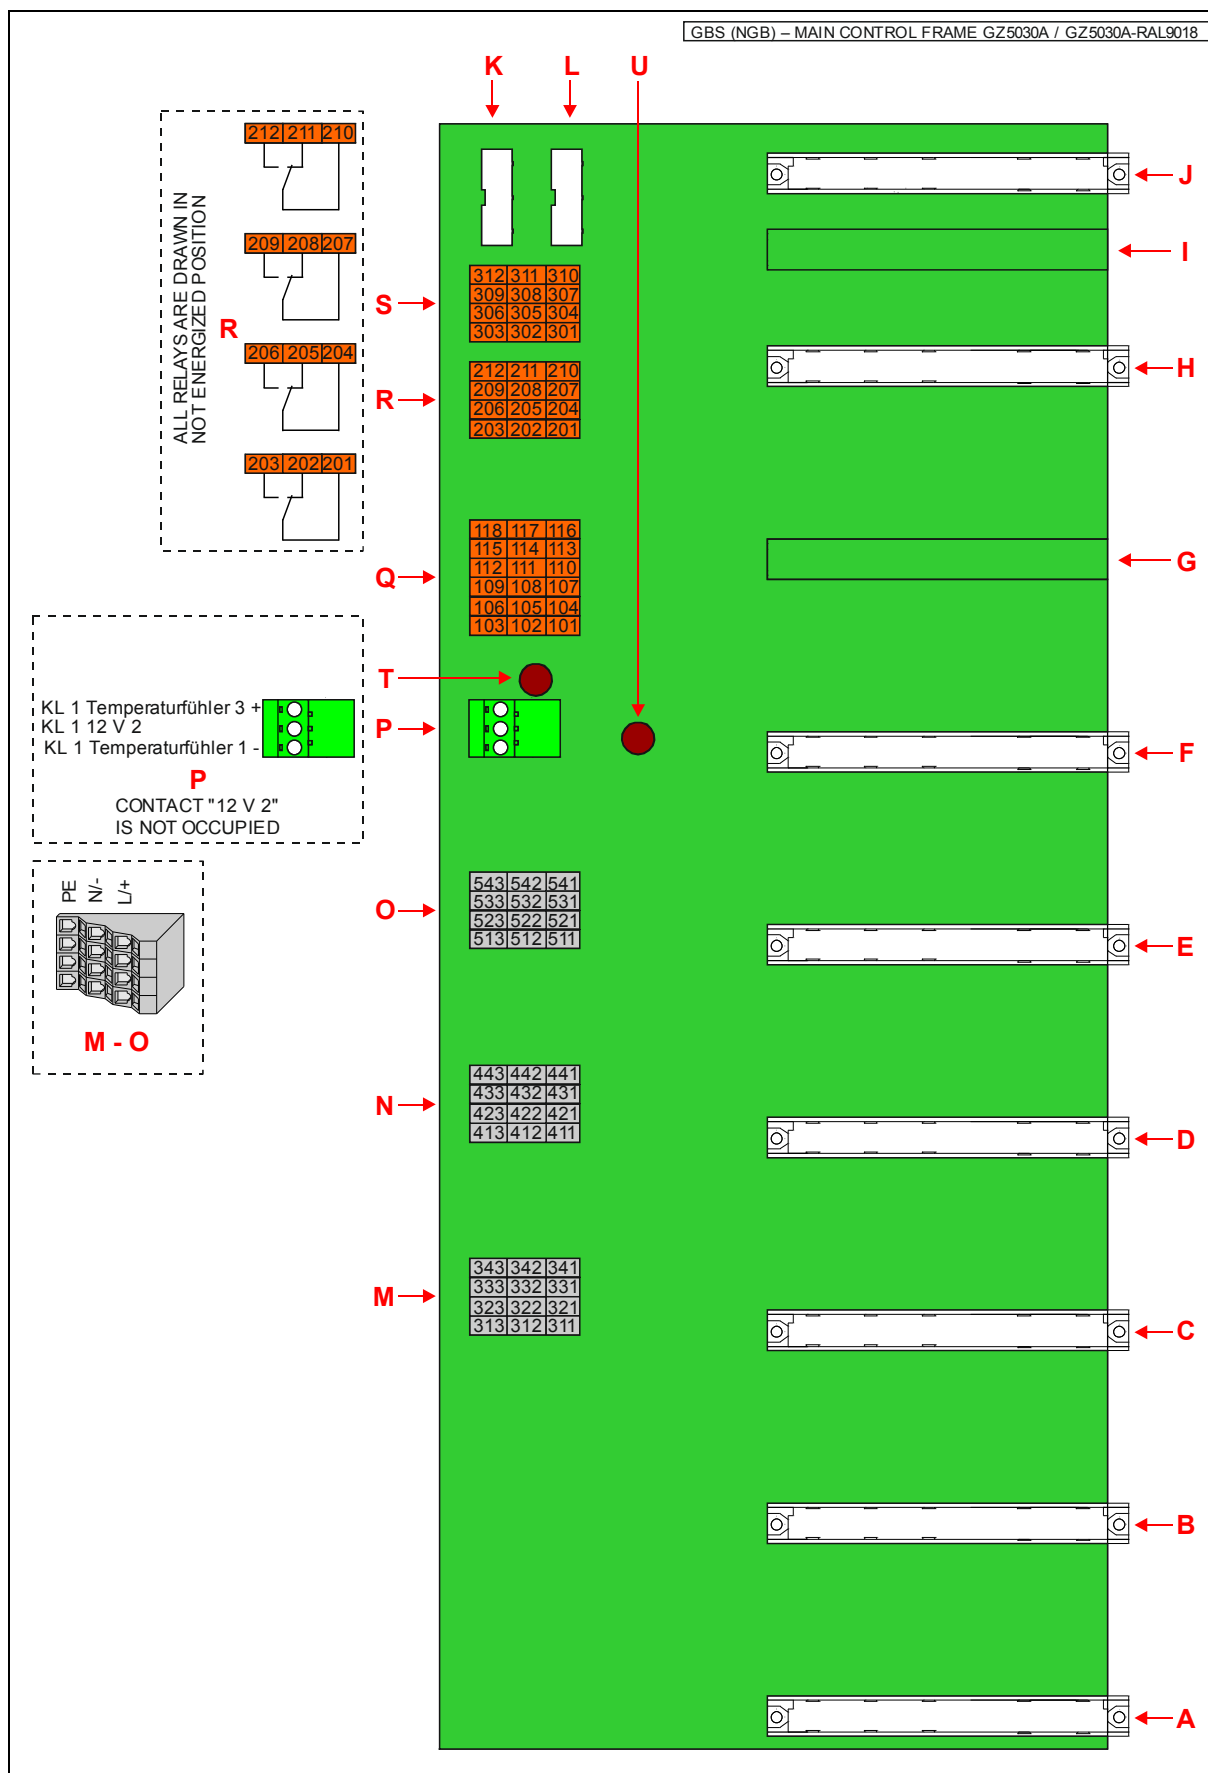 GBS (NGB) – MAIN CONTROL FRAME GZ5030A / GZ5030A-RAL9018
K L U
212 211 210
209 208 207
206 205 204
203 202 201
ALL RELAYS ARE DRAWN IN
NOT ENERGIZED POSITION
R
J
I
S
312 311 310
309 308 307
306 305 304
303 302 301
H
R
212 211 210
209 208 207
206 205 204
203 202 201
Q
118 117 116
115 114 113
112 111 110
109 108 107
106 105 104
103 102 101
G
T
KL 1 Temperaturfühler 3 +
KL 1 12 V 2
KL 1 Temperaturfühler 1 -
P
CONTACT "12 V 2"
IS NOT OCCUPIED
P
F
PE
N/-
L/+
M - O
O
543 542 541
533 532 531
523 522 521
513 512 511
E
N
443 442 441
433 432 431
423 422 421
413 412 411
D
M
343 342 341
333 332 331
323 322 321
313 312 311
C
B
A